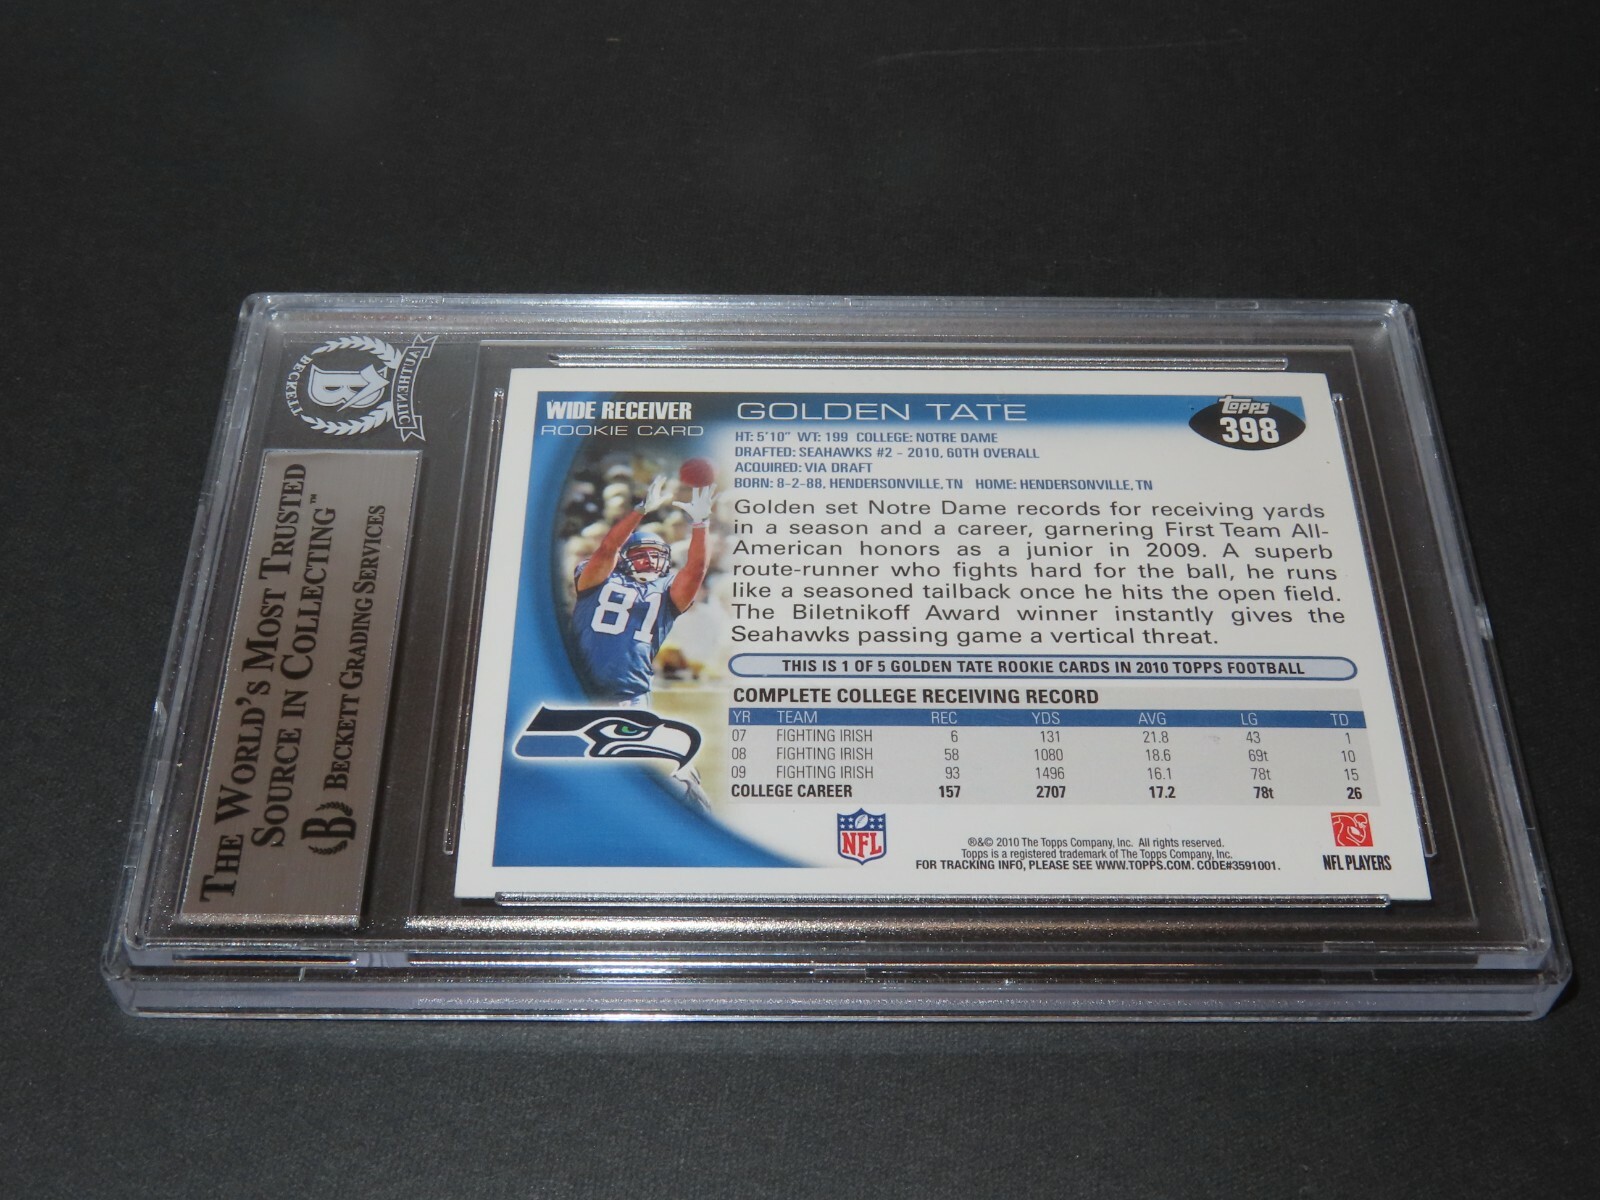 BECKETT
AUTHENTIC
B
THE WORLD'S MOST TRUSTED
SOURCE IN COLLECTING™
B BECKETT GRADING SERVICES
WIDE RECEIVER
ROOKIE CARD
GOLDEN TATE
Topps
398
HT: 5'10" WT: 199 COLLEGE: NOTRE DAME
DRAFTED: SEAHAWKS #2 - 2010, 60TH OVERALL
ACQUIRED: VIA DRAFT
BORN: 8-2-88, HENDERSONVILLE, TN HOME: HENDERSONVILLE, TN
Golden set Notre Dame records for receiving yards
in a season and a career, garnering First Team All-
American honors as a junior in 2009. A superb
route-runner who fights hard for the ball, he runs
like a seasoned tailback once he hits the open field.
The Biletnikoff Award winner instantly gives the
Seahawks passing game a vertical threat.
81
THIS IS 1 OF 5 GOLDEN TATE ROOKIE CARDS IN 2010 TOPPS FOOTBALL
COMPLETE COLLEGE RECEIVING RECORD
YR TEAM REC YDS AVG LG TD
07 FIGHTING IRISH 6 131 21.8 43 1
08 FIGHTING IRISH 58 1080 18.6 69t 10
09 FIGHTING IRISH 93 1496 16.1 78t 15
COLLEGE CAREER 157 2707 17.2 78t 26
NFL
®&© 2010 The Topps Company, Inc. All rights reserved.
Topps is a registered trademark of The Topps Company, Inc.
FOR TRACKING INFO, PLEASE SEE WWW.TOPPS.COM. CODE#3591001.
NFL PLAYERS